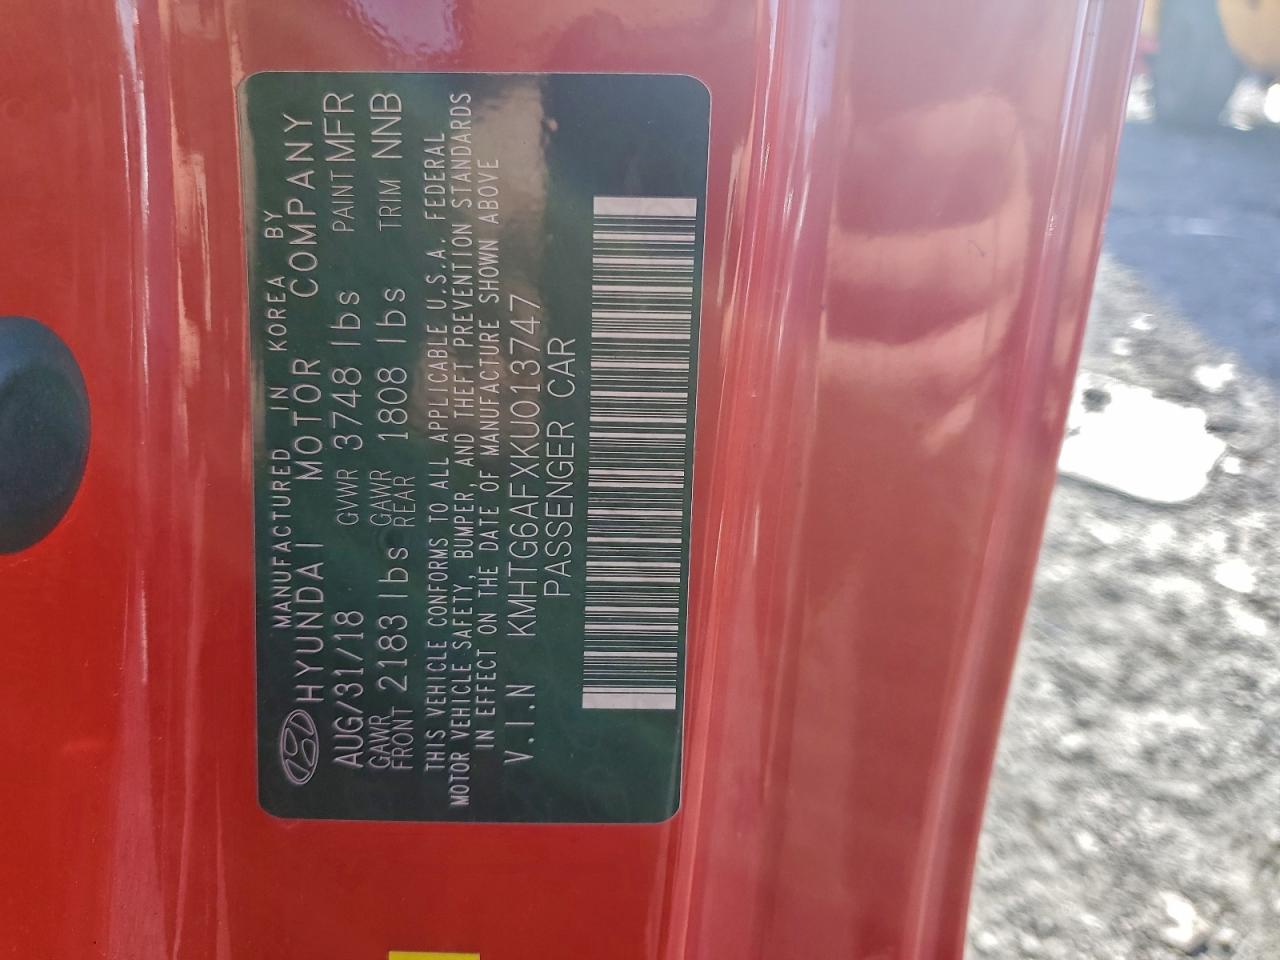 MANUFACTURED IN KOREA BY
HYUNDAI MOTOR COMPANY
AUG/31/18 GVWR 3748 lbs PAINT MFR
GAWR FRONT 2183 lbs GAWR REAR 1808 lbs TRIM NNB
THIS VEHICLE CONFORMS TO ALL APPLICABLE U.S.A. FEDERAL
MOTOR VEHICLE SAFETY, BUMPER, AND THEFT PREVENTION STANDARDS
IN EFFECT ON THE DATE OF MANUFACTURE SHOWN ABOVE
V.I.N KMHTG6AFXKU013747
PASSENGER CAR